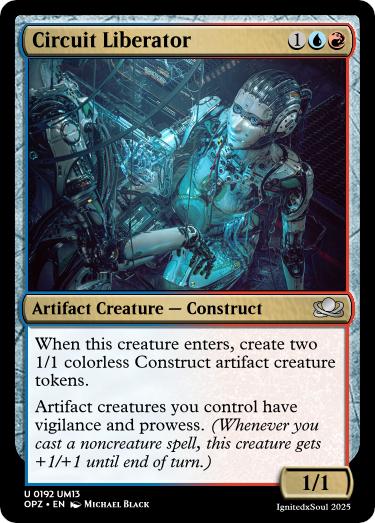 Circuit Liberator 1
Artifact Creature — Construct
When this creature enters, create two
1/1 colorless Construct artifact creature
tokens.
Artifact creatures you control have
vigilance and prowess. (Whenever you
cast a noncreature spell, this creature gets
+1/+1 until end of turn.)
1/1
U 0192 UM13
OPZ • EN Michael Black
IgnitedxSoul 2025